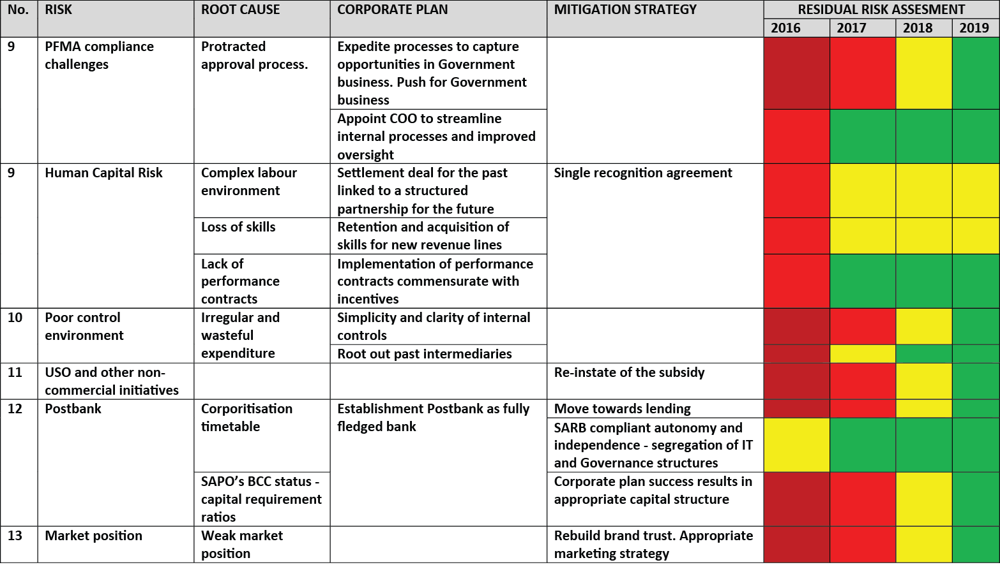 No. RISK ROOT CAUSE CORPORATE PLAN MITIGATION STRATEGY RESIDUAL RISK ASSESMENT
2016 2017 2018 2019
9 PFMA compliance
challenges
Protracted
approval process.
Expedite processes to capture
opportunities in Government
business. Push for Government
business
Appoint COO to streamline
internal processes and improved
oversight
9 Human Capital Risk
Complex labour
environment
Settlement deal for the past
linked to a structured
partnership for the future
Single recognition agreement
Loss of skills
Retention and acquisition of
skills for new revenue lines
Lack of
performance
contracts
Implementation of performance
contracts commensurate with
incentives
10 Poor control
environment
Irregular and
wasteful
expenditure
Simplicity and clarity of internal
controls
Root out past intermediaries
11 USO and other non-
commercial initiatives
Re-instate of the subsidy
12 Postbank
Corporitisation
timetable
Establishment Postbank as fully
fledged bank
Move towards lending
SARB compliant autonomy and
independence - segregation of IT
and Governance structures
SAPO’s BCC status -
capital requirement
ratios
Corporate plan success results in
appropriate capital structure
13 Market position
Weak market
position
Rebuild brand trust. Appropriate
marketing strategy